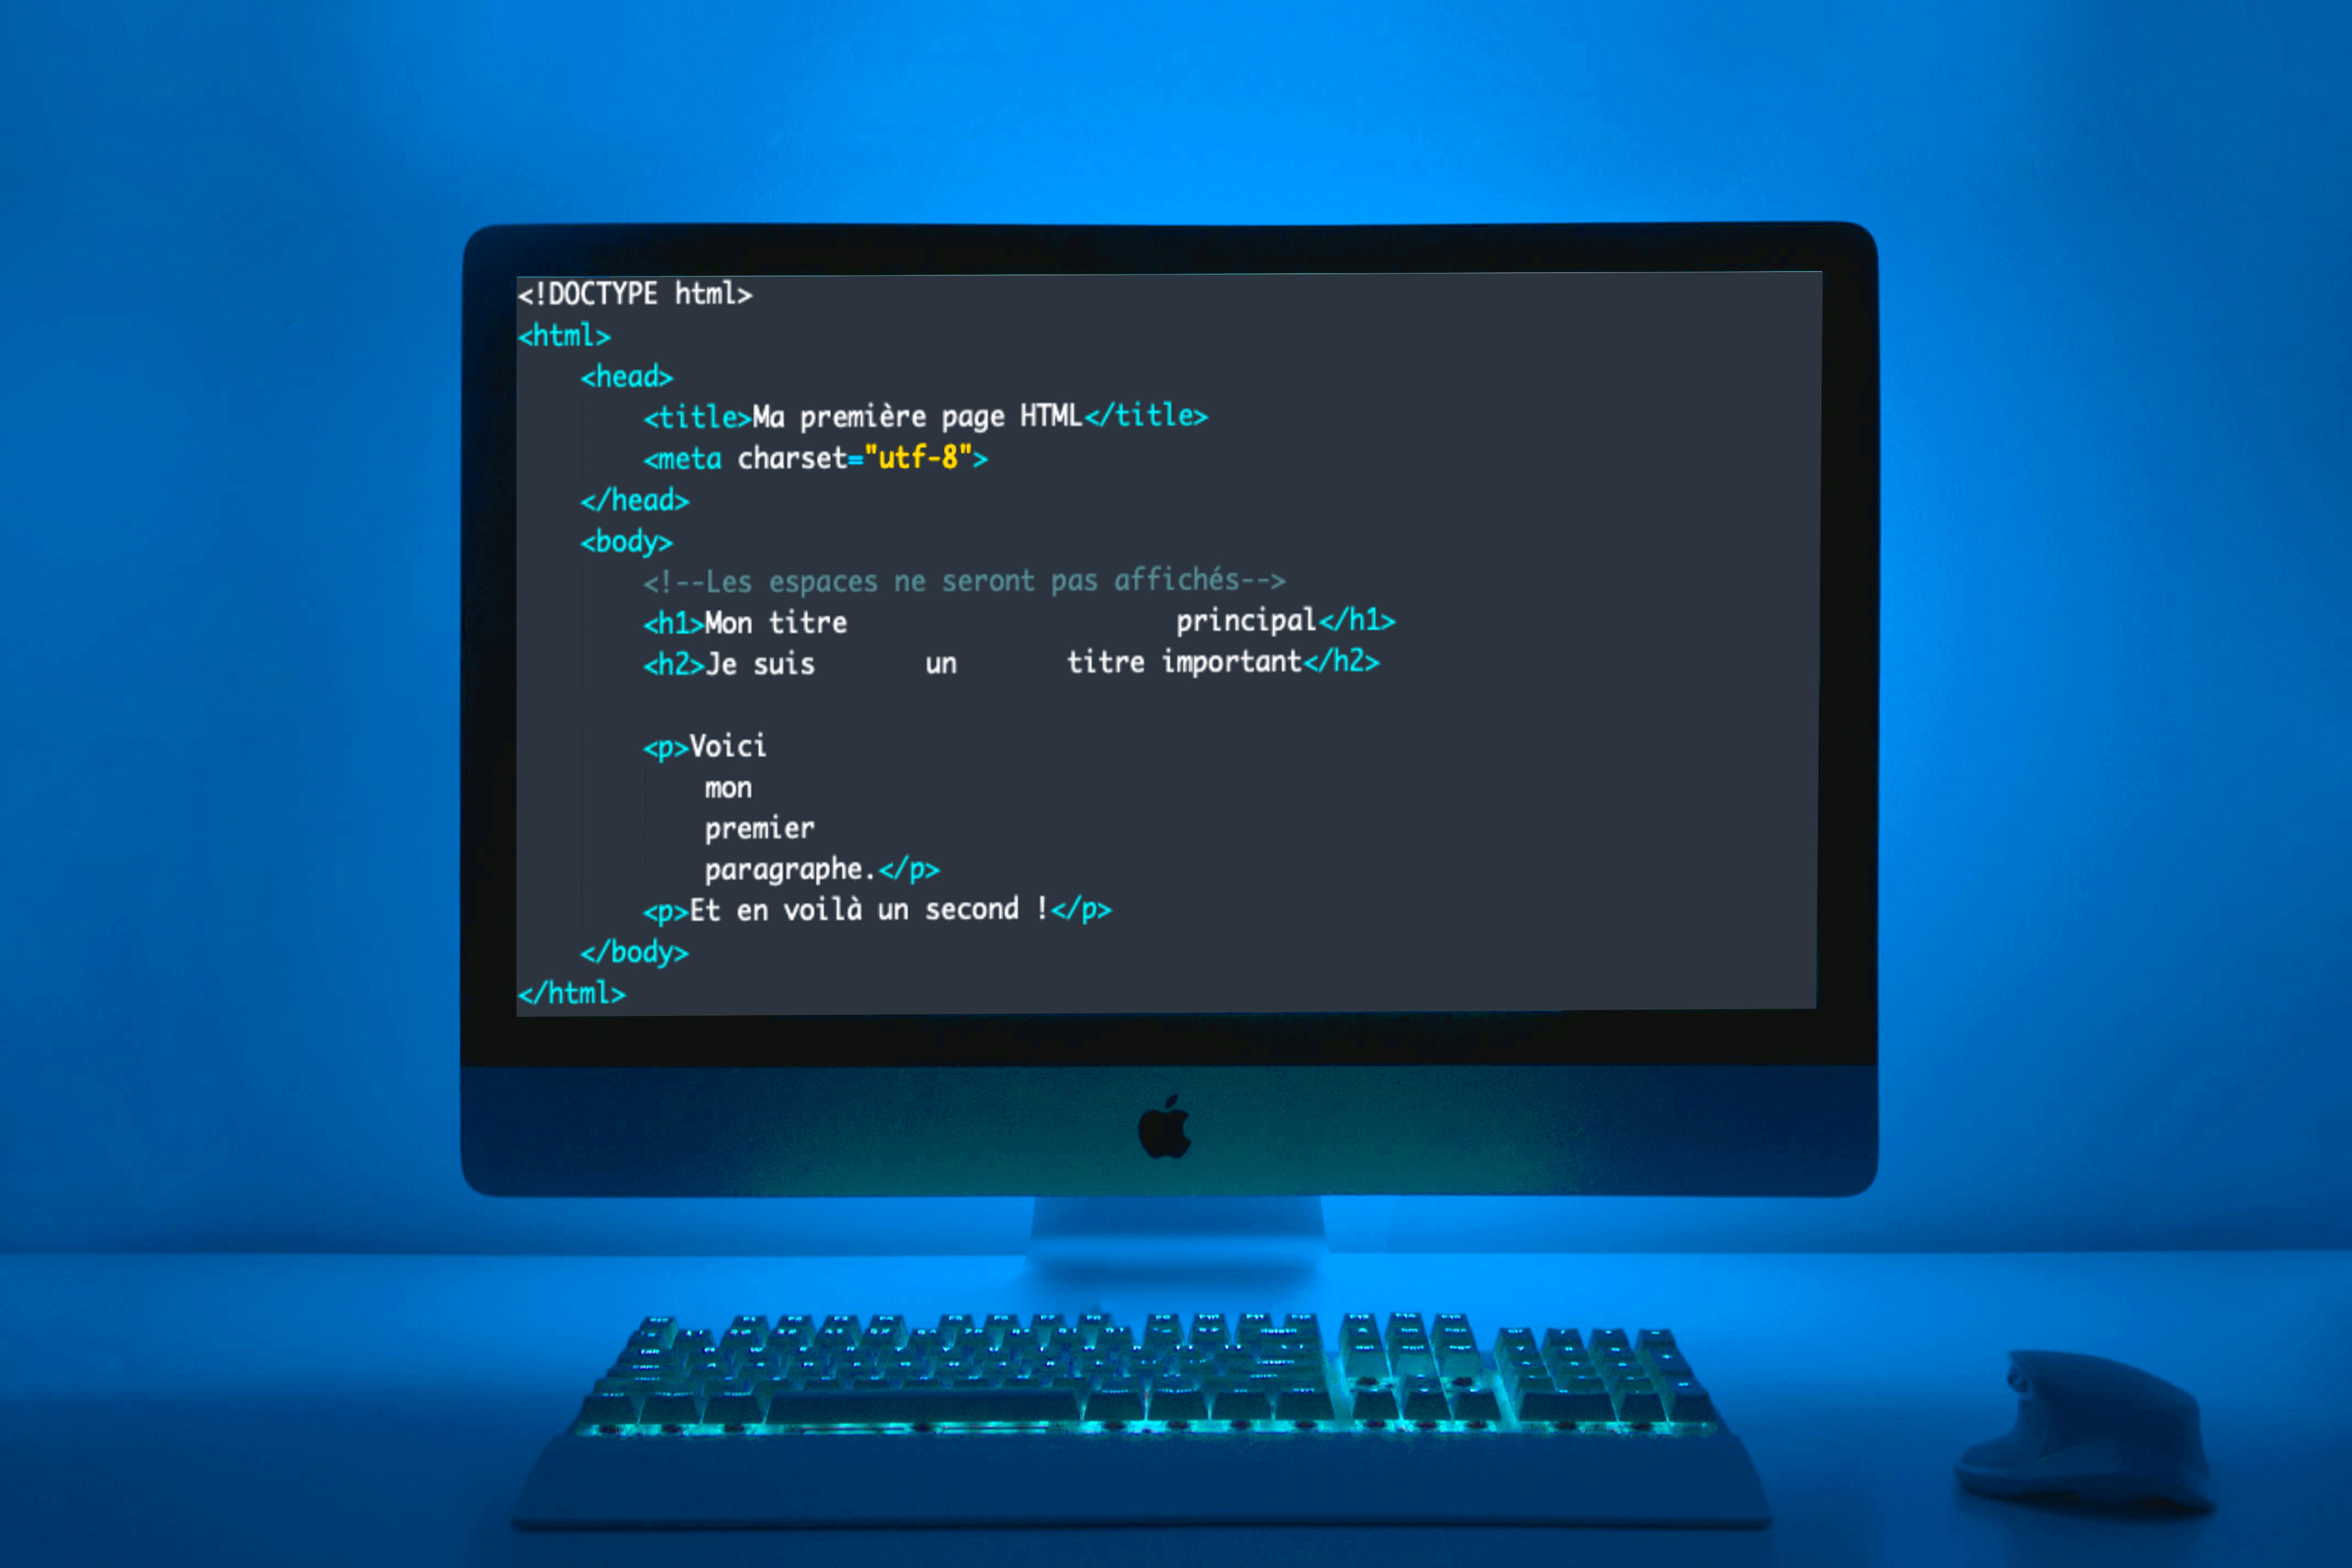 <!DOCTYPE html>
<html>
    <head>
        <title>Ma première page HTML</title>
        <meta charset="utf-8">
    </head>
    <body>
        <!--Les espaces ne seront pas affichés-->
        <h1>Mon titre                     principal</h1>
        <h2>Je suis       un       titre important</h2>

        <p>Voici
            mon
            premier
            paragraphe.</p>
        <p>Et en voilà un second !</p>
    </body>
</html>